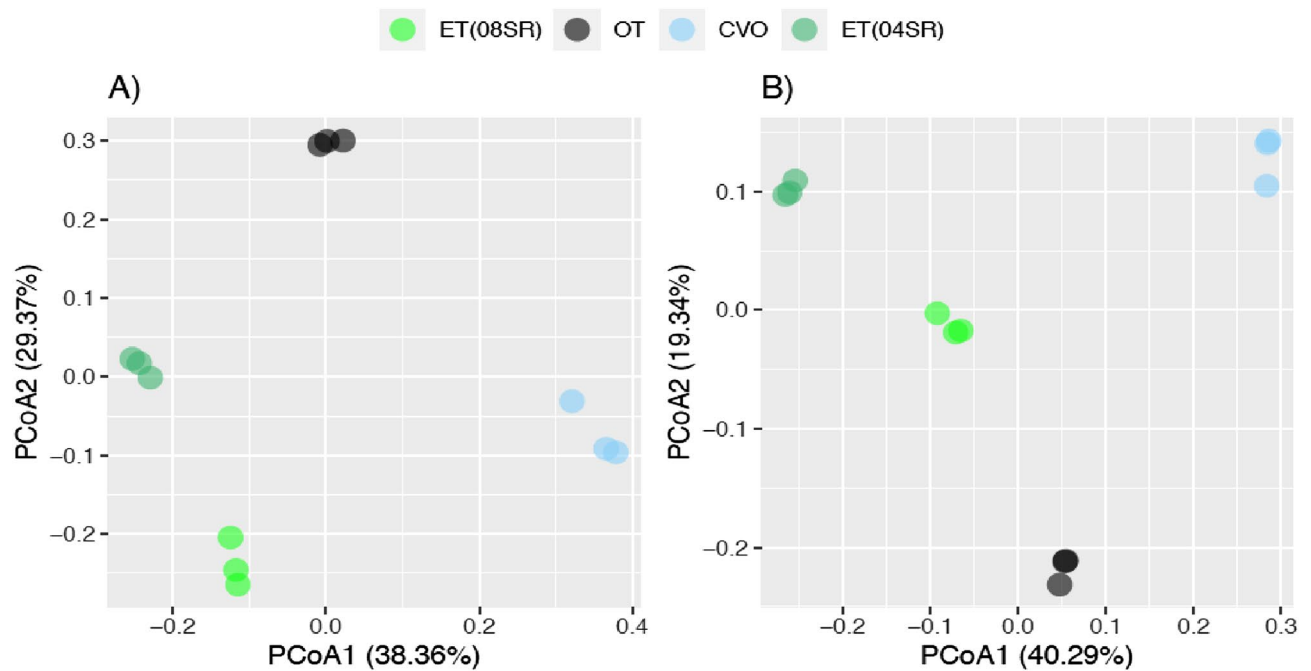 ET(08SR) OT CVO ET(04SR)
A)
0.3
0.2
0.1
0.0
−0.1
−0.2
PCoA2 (29.37%)
−0.2 0.0 0.2 0.4
PCoA1 (38.36%)
B)
0.1
0.0
−0.1
−0.2
PCoA2 (19.34%)
−0.2 −0.1 0.0 0.1 0.2 0.3
PCoA1 (40.29%)